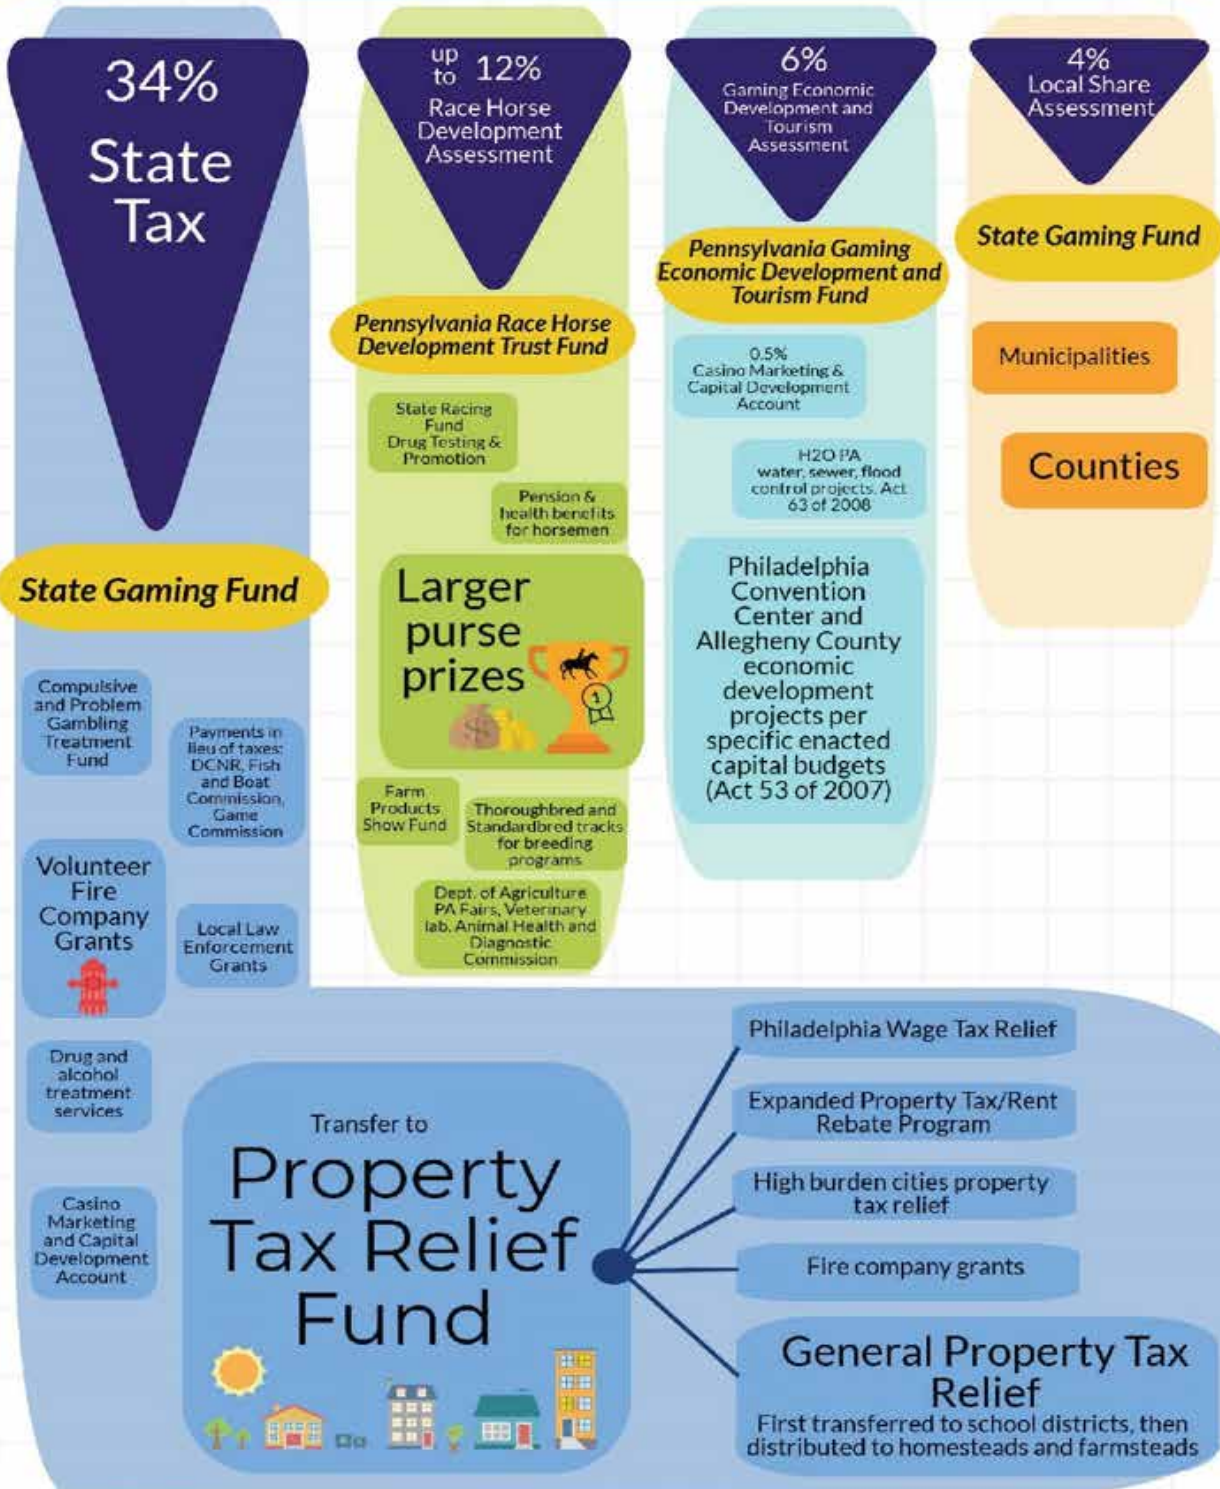 34%
State
Tax
State Gaming Fund
Compulsive
and Problem
Gambling
Treatment
Fund
Payments in
lieu of taxes:
DCNR, Fish
and Boat
Commission,
Game
Commission
Volunteer
Fire
Company
Grants
Local Law
Enforcement
Grants
Drug and
alcohol
treatment
services
Casino
Marketing
and Capital
Development
Account
up
to 12%
Race Horse
Development
Assessment
Pennsylvania Race Horse
Development Trust Fund
State Racing
Fund
Drug Testing &
Promotion
Pension &
health benefits
for horsemen
Larger
purse
prizes
1
$
Farm
Products
Show Fund
Thoroughbred and
Standardbred tracks
for breeding
programs
Dept. of Agriculture
PA Fairs, Veterinary
lab, Animal Health and
Diagnostic
Commission
6%
Gaming Economic
Development and
Tourism
Assessment
Pennsylvania Gaming
Economic Development and
Tourism Fund
0.5%
Casino Marketing &
Capital Development
Account
H2O PA
water, sewer, flood
control projects. Act
63 of 2008
Philadelphia
Convention
Center and
Allegheny County
economic
development
projects per
specific enacted
capital budgets
(Act 53 of 2007)
4%
Local Share
Assessment
State Gaming Fund
Municipalities
Counties
Transfer to
Property
Tax Relief
Fund
Philadelphia Wage Tax Relief
Expanded Property Tax/Rent
Rebate Program
High burden cities property
tax relief
Fire company grants
General Property Tax
Relief
First transferred to school districts, then
distributed to homesteads and farmsteads